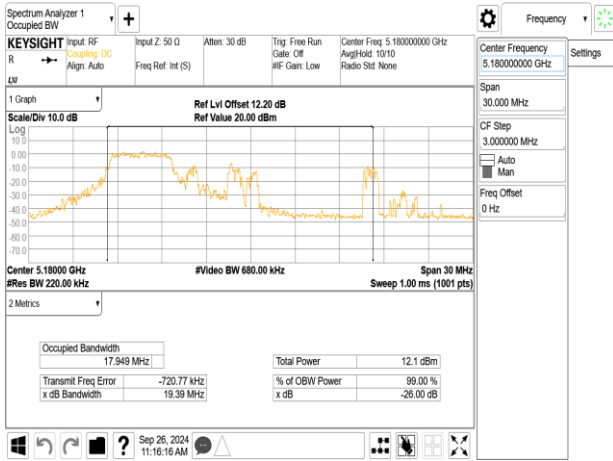 Spectrum Analyzer 1
Occupied BW
KEYSIGHT
R
Input: RF
Coupling: DC
Align: Auto
Input Z: 50 Ω
Freq Ref: Int (S)
Atten: 30 dB
Trig: Free Run
Gate: Off
#IF Gain: Low
Center Freq: 5.180000000 GHz
Avg|Hold: 10/10
Radio Std: None
LXI
1 Graph
Scale/Div 10.0 dB
Ref Lvl Offset 12.20 dB
Ref Value 20.00 dBm
Log
10.0
0.00
-10.0
-20.0
-30.0
-40.0
-50.0
-60.0
-70.0
Center 5.18000 GHz
#Res BW 220.00 kHz
#Video BW 680.00 kHz
Span 30 MHz
Sweep 1.00 ms (1001 pts)
2 Metrics
Occupied Bandwidth
17.949 MHz
Total Power 12.1 dBm
Transmit Freq Error -720.77 kHz
% of OBW Power 99.00 %
x dB Bandwidth 19.39 MHz
x dB -26.00 dB
?
Sep 26, 2024
11:16:16 AM
Frequency
Settings
Center Frequency
5.180000000 GHz
Span
30.000 MHz
CF Step
3.000000 MHz
Auto
Man
Freq Offset
0 Hz